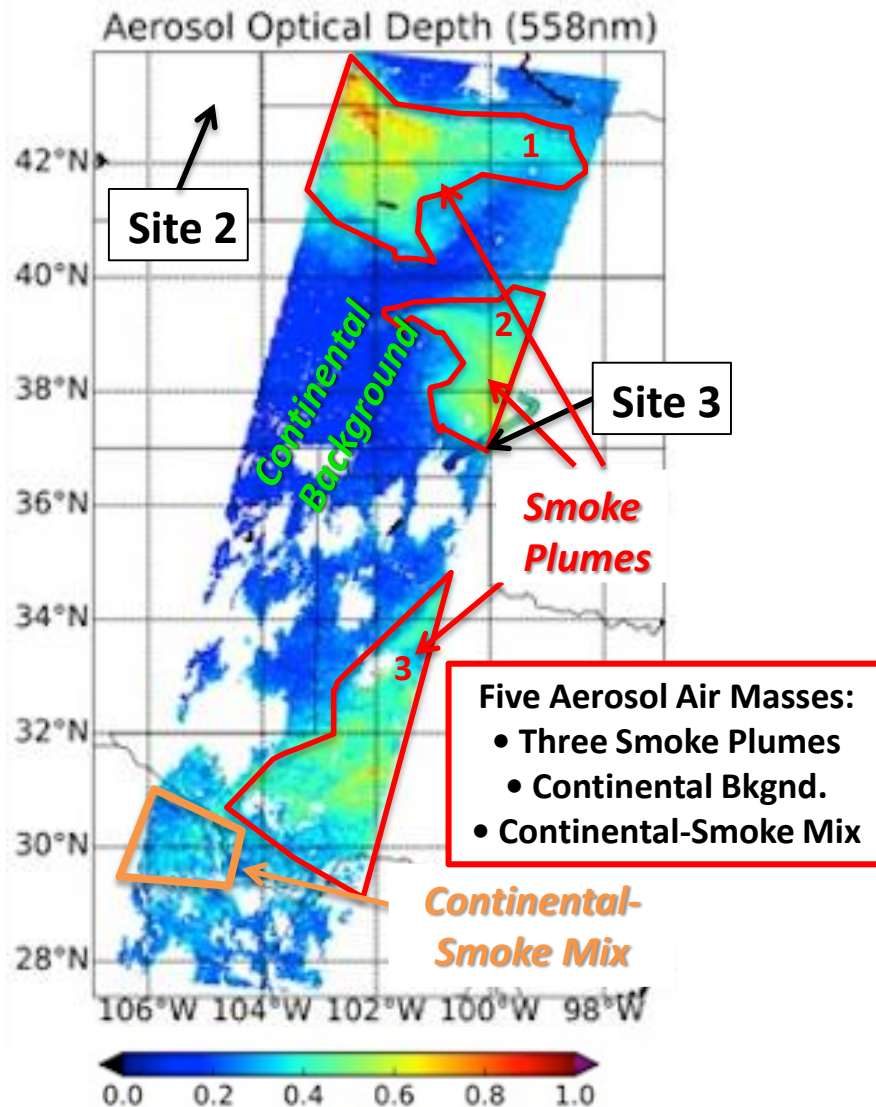 Aerosol Optical Depth (558nm)
1
42°N
Site 2
40°N
2
Continental
Background
38°N
Site 3
36°N
Smoke
Plumes
34°N
3
Five Aerosol Air Masses:
• Three Smoke Plumes
• Continental Bkgnd.
• Continental-Smoke Mix
32°N
30°N
Continental-
Smoke Mix
28°N
106°W 104°W 102°W 100°W 98°W
0.0 0.2 0.4 0.6 0.8 1.0